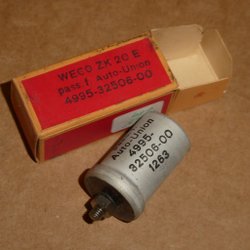 WECO ZK 20 E
pass. f. Auto-Union
4995-32506-00
Auto-Union
4995-
32506-00
1263